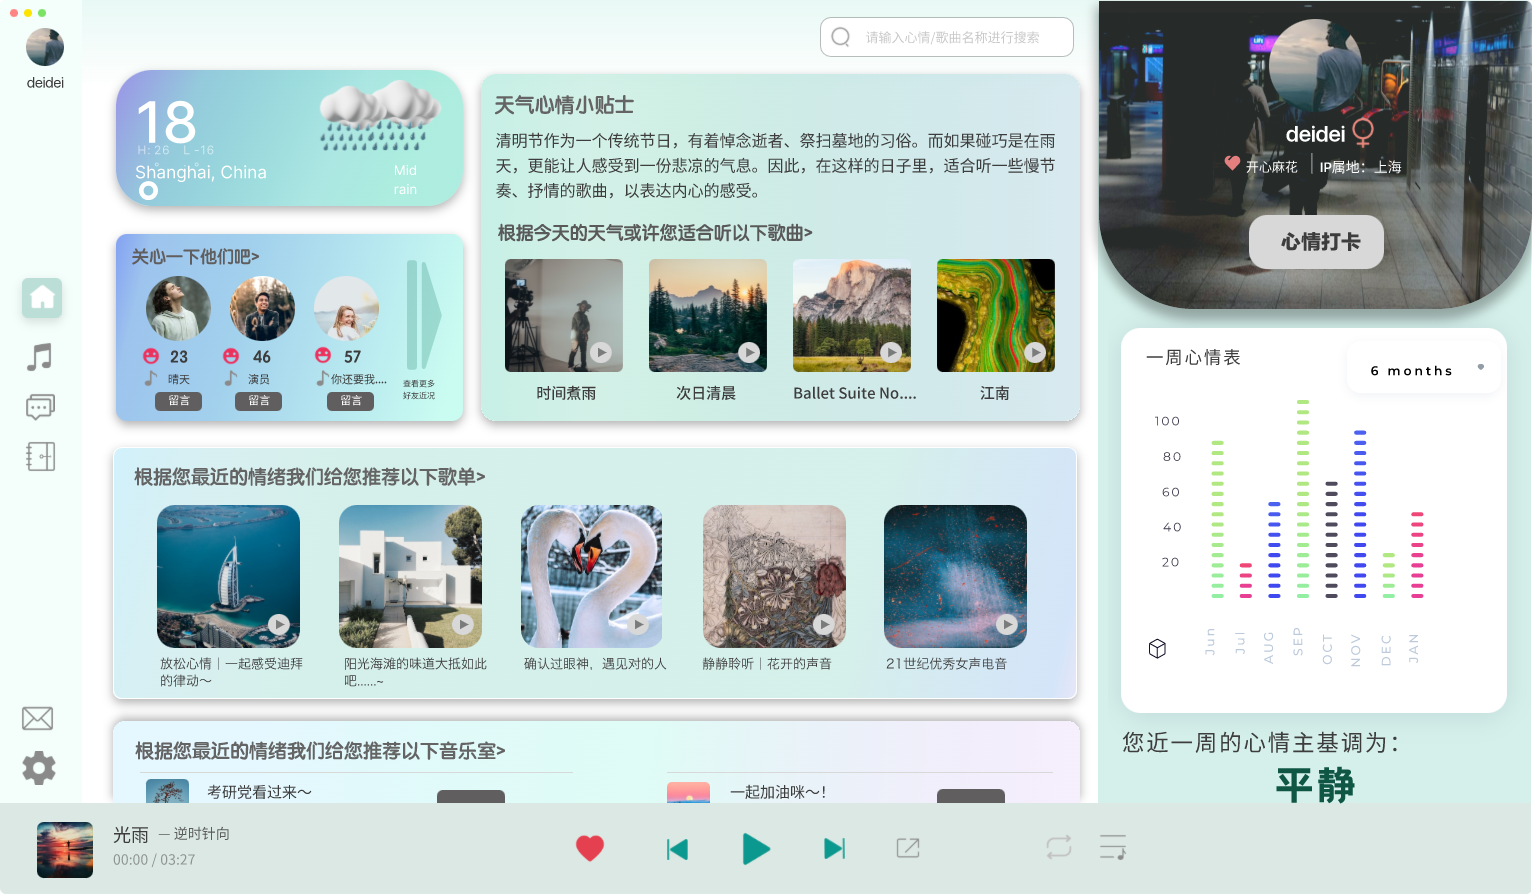 deidei
请输入心情/歌曲名称进行搜索
18
H: 26 L -16
Shanghai, China
Mid
rain
天气心情小贴士
清明节作为一个传统节日，有着悼念逝者、祭扫墓地的习俗。而如果碰巧是在雨
天，更能让人感受到一份悲凉的气息。因此，在这样的日子里，适合听一些慢节
奏、抒情的歌曲，以表达内心的感受。
根据今天的天气或许您适合听以下歌曲>
时间煮雨
次日清晨
Ballet Suite No....
江南
关心一下他们吧>
23
46
57
晴天
演员
你还要我....
留言
留言
留言
查看更多
好友近况
根据您最近的情绪我们给您推荐以下歌单>
放松心情｜一起感受迪拜
的律动～
阳光海滩的味道大抵如此
吧......~
确认过眼神，遇见对的人
静静聆听｜花开的声音
21世纪优秀女声电音
根据您最近的情绪我们给您推荐以下音乐室>
考研党看过来～
一起加油咪～！
deidei
开心麻花
IP属地：上海
心情打卡
一周心情表
6 months
100
80
60
40
20
Jun
Jul
AUG
SEP
OCT
NOV
DEC
JAN
您近一周的心情主基调为：
平静
光雨 — 逆时针向
00:00 / 03:27